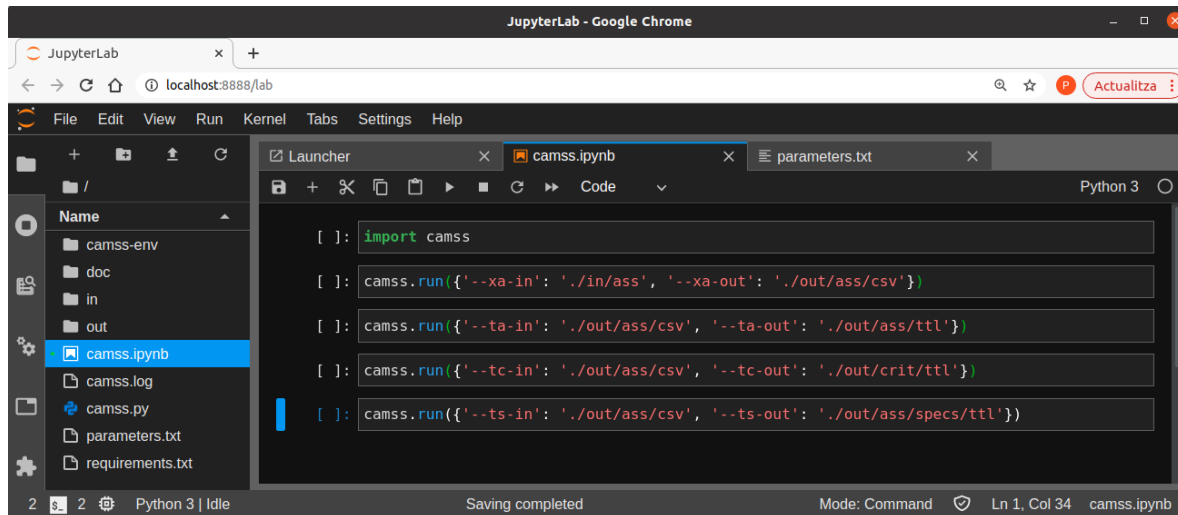 JupyterLab - Google Chrome
JupyterLab
localhost:8888/lab
P
Actualitza
File Edit View Run Kernel Tabs Settings Help
Launcher
camss.ipynb
parameters.txt
/
Code
Python 3
Name
camss-env
doc
in
out
camss.ipynb
camss.log
camss.py
parameters.txt
requirements.txt
[ ]: import camss
[ ]: camss.run({'--xa-in': './in/ass', '--xa-out': './out/ass/csv'})
[ ]: camss.run({'--ta-in': './out/ass/csv', '--ta-out': './out/ass/ttl'})
[ ]: camss.run({'--tc-in': './out/ass/csv', '--tc-out': './out/crit/ttl'})
[ ]: camss.run({'--ts-in': './out/ass/csv', '--ts-out': './out/ass/specs/ttl'})
2 $_ 2 Python 3 | Idle Saving completed Mode: Command Ln 1, Col 34 camss.ipynb